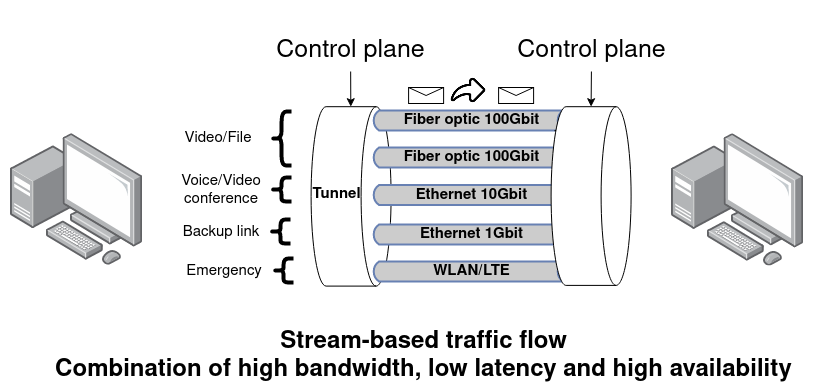 Control plane
Control plane
Fiber optic 100Gbit
Video/File
Fiber optic 100Gbit
Voice/Video
conference
Tunnel
Ethernet 10Gbit
Backup link
Ethernet 1Gbit
Emergency
WLAN/LTE
Stream-based traffic flow
Combination of high bandwidth, low latency and high availability